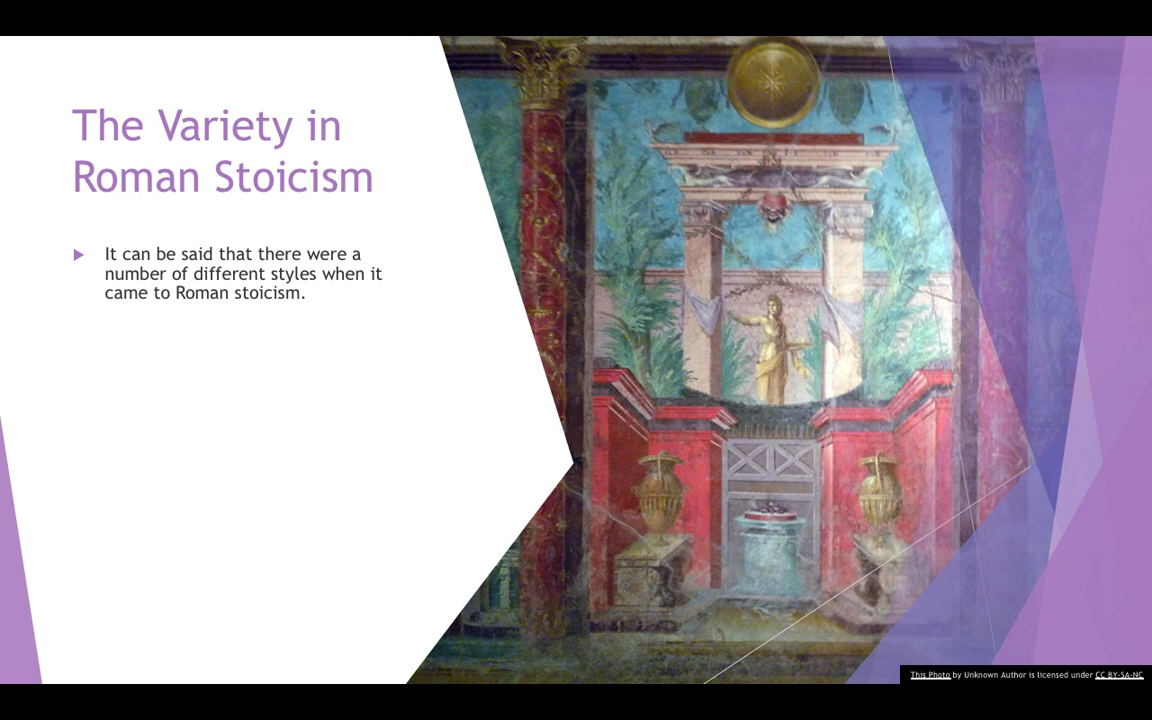 The Variety in
Roman Stoicism
It can be said that there were a
number of different styles when it
came to Roman stoicism.
This Photo by Unknown Author is licensed under CC BY-SA-NC